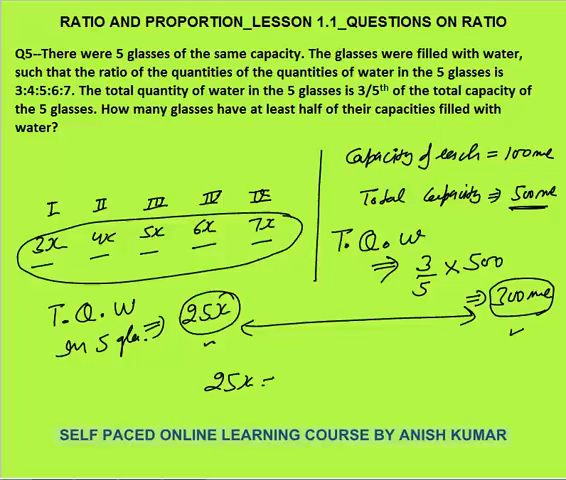 RATIO AND PROPORTION_LESSON 1.1_QUESTIONS ON RATIO
Q5--There were 5 glasses of the same capacity. The glasses were filled with water,
such that the ratio of the quantities of the quantities of water in the 5 glasses is
3:4:5:6:7. The total quantity of water in the 5 glasses is 3/5th of the total capacity of
the 5 glasses. How many glasses have at least half of their capacities filled with
water?
Capacity of each = 100ml
Total Capacity ⇒ 500ml
I II III IV V
3x 4x 5x 6x 7x
T.Q.W
⇒ 3/5 × 500
⇒ 300ml
T.Q.W
in 5 gla. ⇒ 25x
25x =
SELF PACED ONLINE LEARNING COURSE BY ANISH KUMAR